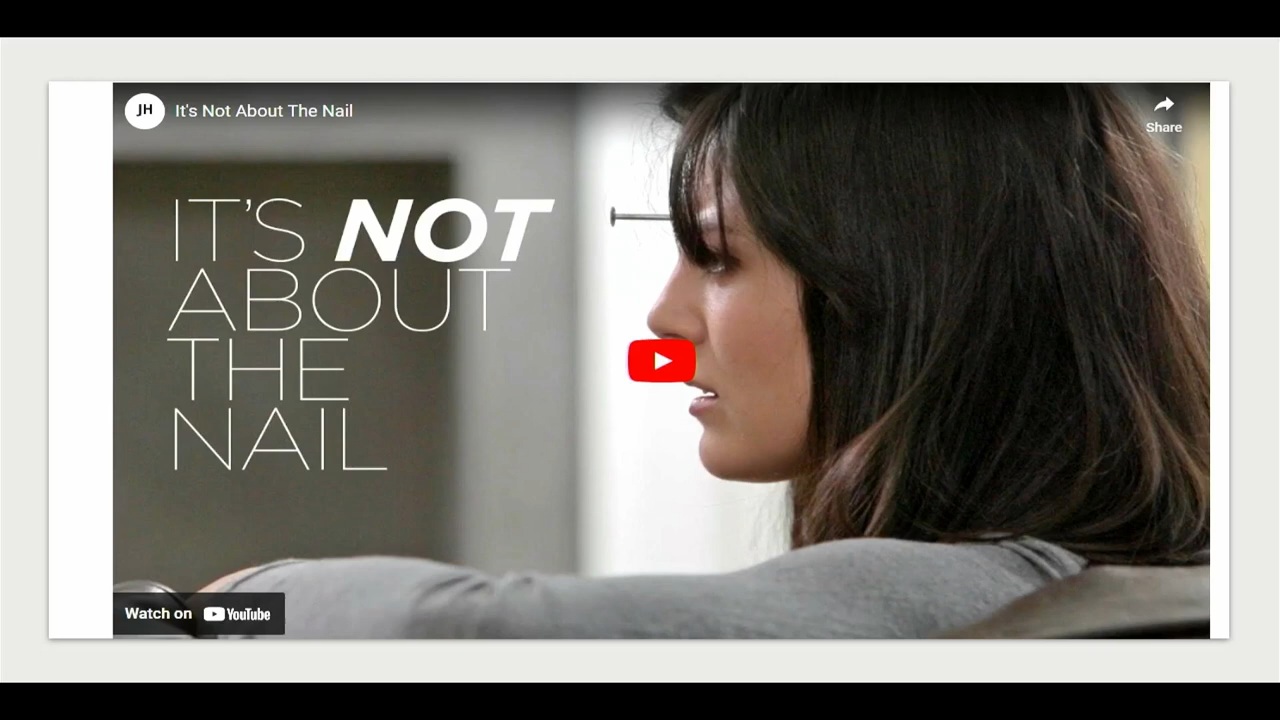 JH It's Not About The Nail
Share
IT'S NOT
ABOUT
THE
NAIL
Watch on YouTube